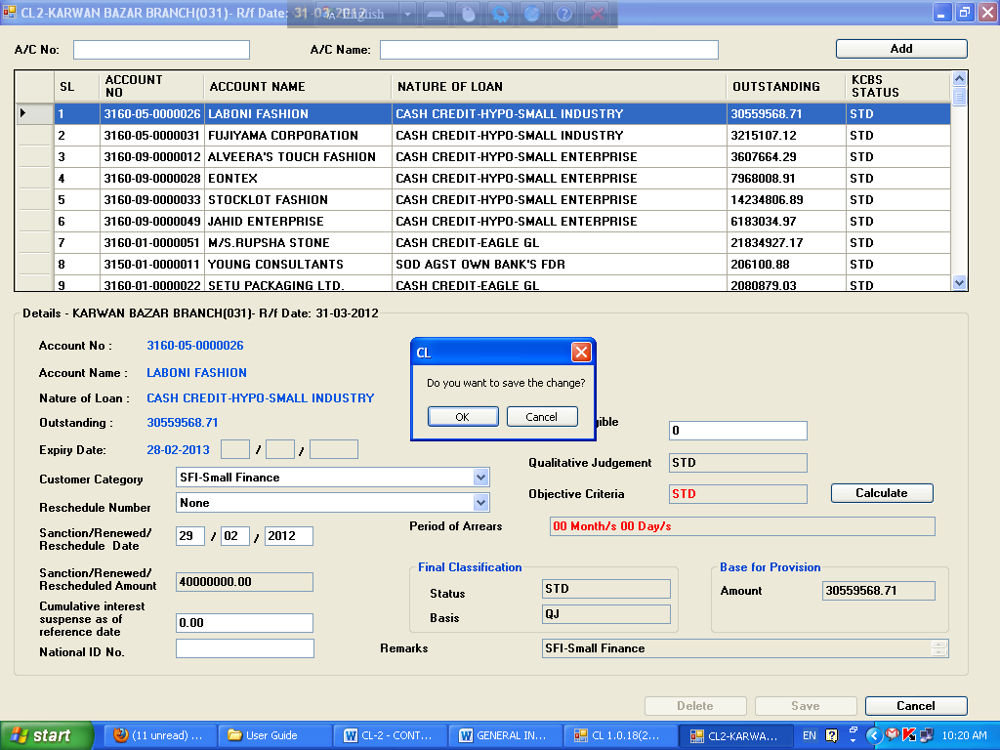 CL2-KARWAN BAZAR BRANCH(031)- R/f Date: 31-03-2012
English
A/C No: A/C Name: Add
SL ACCOUNT NO ACCOUNT NAME NATURE OF LOAN OUTSTANDING KCBS STATUS
1 3160-05-0000026 LABONI FASHION CASH CREDIT-HYPO-SMALL INDUSTRY 30559568.71 STD
2 3160-05-0000031 FUJIYAMA CORPORATION CASH CREDIT-HYPO-SMALL INDUSTRY 3215107.12 STD
3 3160-09-0000012 ALVEERA'S TOUCH FASHION CASH CREDIT-HYPO-SMALL ENTERPRISE 3607664.29 STD
4 3160-09-0000028 EONTEX CASH CREDIT-HYPO-SMALL ENTERPRISE 7968008.91 STD
5 3160-09-0000033 STOCKLOT FASHION CASH CREDIT-HYPO-SMALL ENTERPRISE 14234806.89 STD
6 3160-09-0000049 JAHID ENTERPRISE CASH CREDIT-HYPO-SMALL ENTERPRISE 6183034.97 STD
7 3160-01-0000051 M/S.RUPSHA STONE CASH CREDIT-EAGLE GL 21834927.17 STD
8 3150-01-0000011 YOUNG CONSULTANTS SOD AGST OWN BANK'S FDR 206100.88 STD
9 3160-01-0000022 SETU PACKAGING LTD. CASH CREDIT-EAGLE GL 2080879.03 STD
Details - KARWAN BAZAR BRANCH(031)- R/f Date: 31-03-2012
Account No : 3160-05-0000026
Account Name : LABONI FASHION
Nature of Loan : CASH CREDIT-HYPO-SMALL INDUSTRY
Outstanding : 30559568.71
Expiry Date: 28-02-2013 / /
Customer Category SFI-Small Finance
Reschedule Number None
Sanction/Renewed/
Reschedule Date 29 / 02 / 2012
Sanction/Renewed/
Rescheduled Amount 40000000.00
Cumulative interest
suspense as of
reference date 0.00
National ID No.
CL
Do you want to save the change?
OK Cancel
gible 0
Qualitative Judgement STD
Objective Criteria STD Calculate
Period of Arrears 00 Month/s 00 Day/s
Final Classification
Status STD
Basis QJ
Base for Provision
Amount 30559568.71
Remarks SFI-Small Finance
Delete Save Cancel
start (11 unread) ... User Guide CL-2 - CONT... GENERAL IN... CL 1.0.18(2... CL2-KARWA... EN 10:20 AM